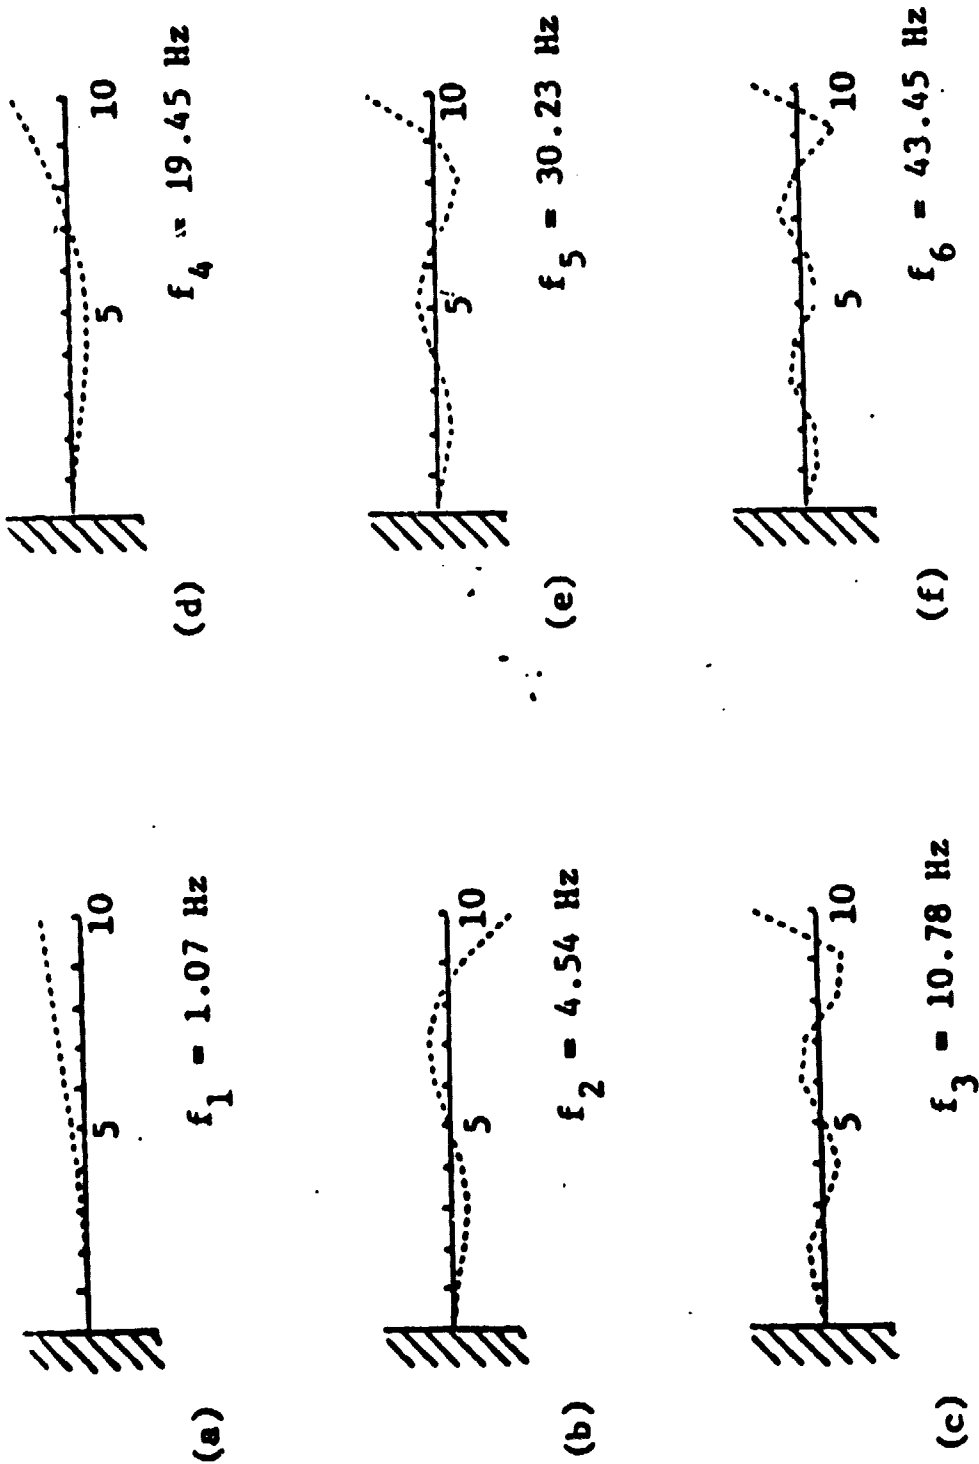 5
10
(a) f1 = 1.07 Hz
5
10
(b) f2 = 4.54 Hz
5
10
(c) f3 = 10.78 Hz
5
10
(d) f4 = 19.45 Hz
5
10
(e) f5 = 30.23 Hz
5
10
(f) f6 = 43.45 Hz